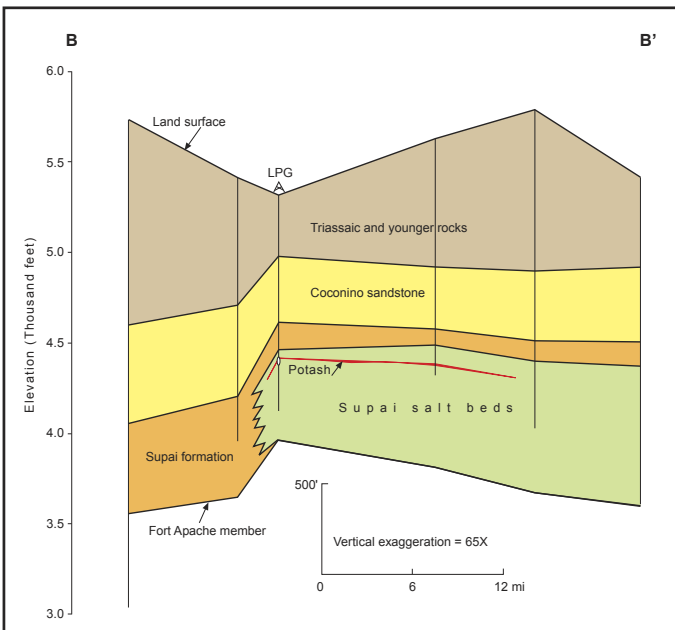 B
B'
6.0
5.5
5.0
4.5
4.0
3.5
3.0
Elevation (Thousand feet)
Land surface
LPG
Triassaic and younger rocks
Coconino sandstone
Potash
Supai salt beds
Supai formation
Fort Apache member
500'
Vertical exaggeration = 65X
0 6 12 mi